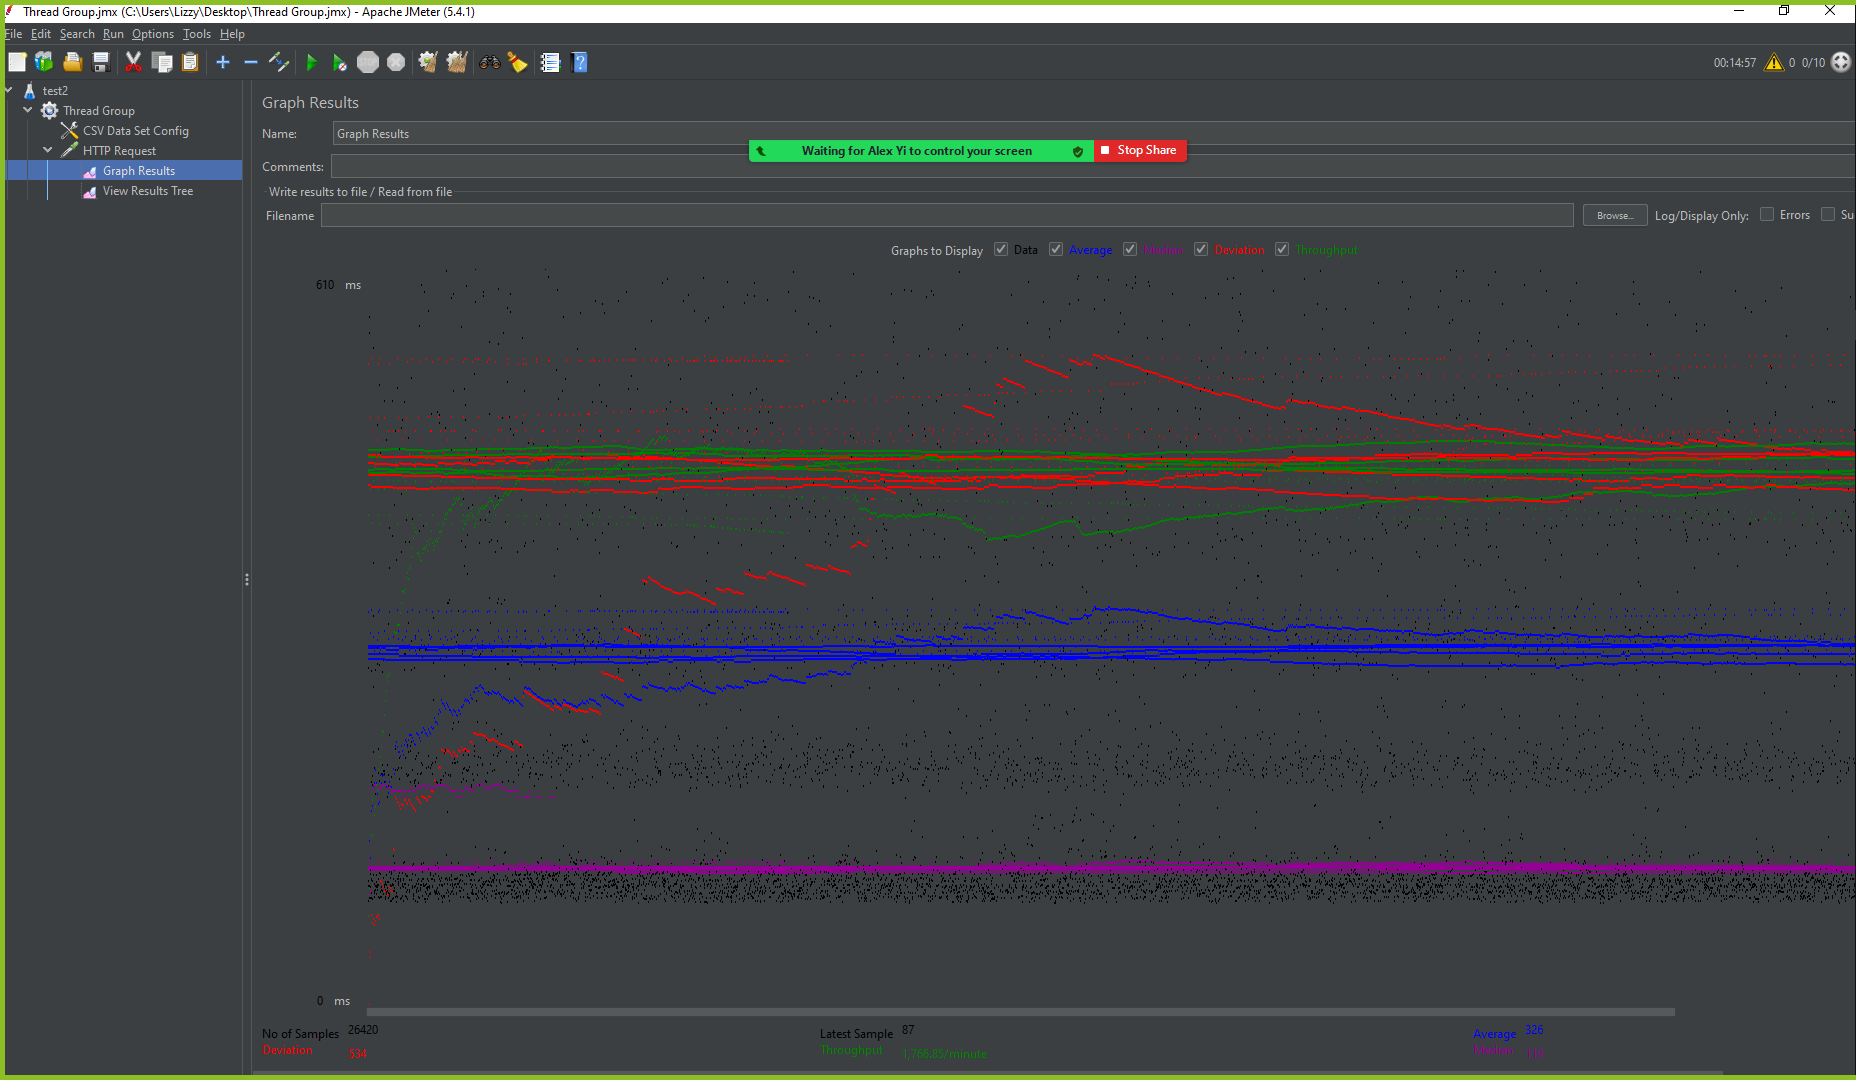 Thread Group.jmx (C:\Users\Lizzy\Desktop\Thread Group.jmx) - Apache JMeter (5.4.1)
File Edit Search Run Options Tools Help
00:14:57 0 0/10
test2
Thread Group
CSV Data Set Config
HTTP Request
Graph Results
View Results Tree
Graph Results
Name: Graph Results
Waiting for Alex Yi to control your screen Stop Share
Comments:
Write results to file / Read from file
Filename Browse... Log/Display Only: Errors Su
Graphs to Display Data Average Median Deviation Throughput
610 ms
0 ms
No of Samples 26420 Latest Sample 87 Average 326
Deviation 534 Throughput 1,766.85/minute Median